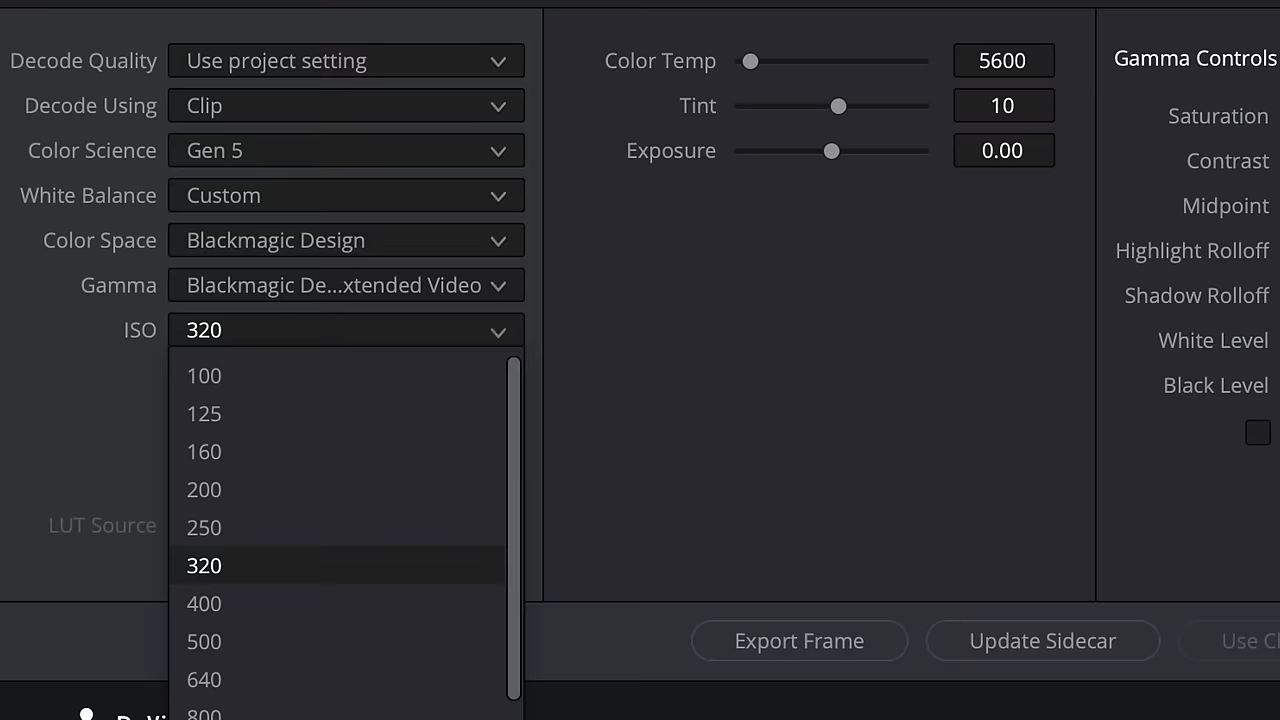 Decode Quality Use project setting
Decode Using Clip
Color Science Gen 5
White Balance Custom
Color Space Blackmagic Design
Gamma Blackmagic De...xtended Video
ISO 320
100
125
160
200
250
320
400
500
640
800
LUT Source
Color Temp 5600
Tint 10
Exposure 0.00
Gamma Controls
Saturation
Contrast
Midpoint
Highlight Rolloff
Shadow Rolloff
White Level
Black Level
Export Frame Update Sidecar Use